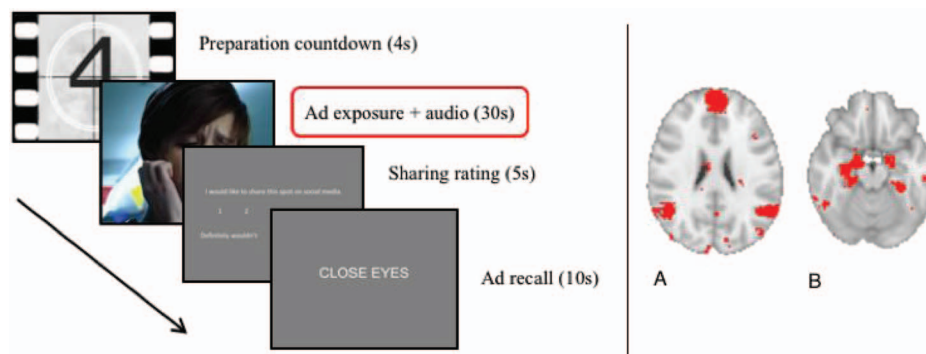 4
Preparation countdown (4s)
Ad exposure + audio (30s)
Sharing rating (5s)
I would like to share this spot on social media.
1 2
Definitely wouldn't
CLOSE EYES
Ad recall (10s)
A B